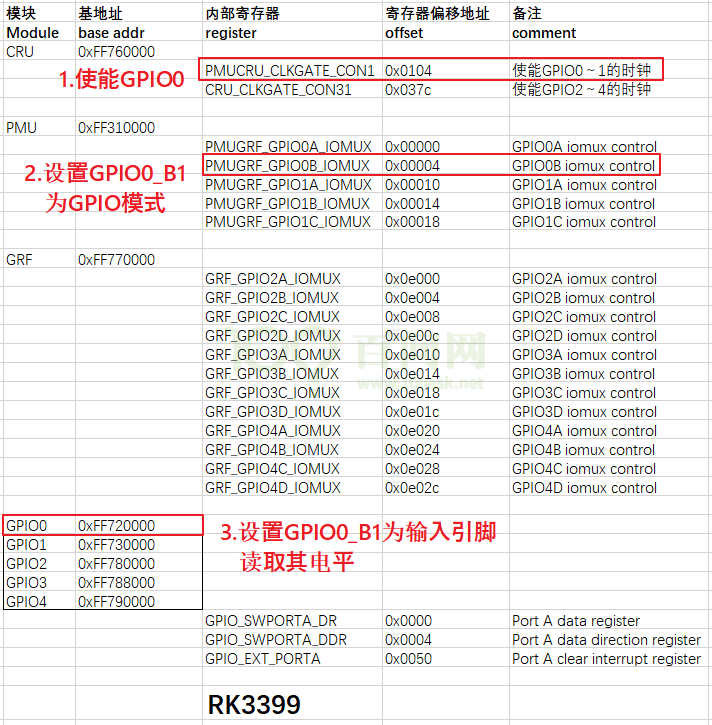 模块 基地址 内部寄存器 寄存器偏移地址 备注
Module base addr register offset comment
CRU 0xFF760000
1.使能GPIO0
PMUCRU_CLKGATE_CON1 0x0104 使能GPIO0~1的时钟
CRU_CLKGATE_CON31 0x037c 使能GPIO2~4的时钟
PMU 0xFF310000
PMUGRF_GPIO0A_IOMUX 0x00000 GPIO0A iomux control
2.设置GPIO0_B1
PMUGRF_GPIO0B_IOMUX 0x00004 GPIO0B iomux control
PMUGRF_GPIO1A_IOMUX 0x00010 GPIO1A iomux control
为GPIO模式
PMUGRF_GPIO1B_IOMUX 0x00014 GPIO1B iomux control
PMUGRF_GPIO1C_IOMUX 0x00018 GPIO1C iomux control
GRF 0xFF770000
GRF_GPIO2A_IOMUX 0x0e000 GPIO2A iomux control
GRF_GPIO2B_IOMUX 0x0e004 GPIO2B iomux control
GRF_GPIO2C_IOMUX 0x0e008 GPIO2C iomux control
GRF_GPIO2D_IOMUX 0x0e00c GPIO2D iomux control
GRF_GPIO3A_IOMUX 0x0e010 GPIO3A iomux control
GRF_GPIO3B_IOMUX 0x0e014 GPIO3B iomux control
GRF_GPIO3C_IOMUX 0x0e018 GPIO3C iomux control
GRF_GPIO3D_IOMUX 0x0e01c GPIO3D iomux control
GRF_GPIO4A_IOMUX 0x0e020 GPIO4A iomux control
GRF_GPIO4B_IOMUX 0x0e024 GPIO4B iomux control
GRF_GPIO4C_IOMUX 0x0e028 GPIO4C iomux control
GRF_GPIO4D_IOMUX 0x0e02c GPIO4D iomux control
GPIO0 0xFF720000
3.设置GPIO0_B1为输入引脚
GPIO1 0xFF730000
读取其电平
GPIO2 0xFF780000
GPIO3 0xFF788000
GPIO4 0xFF790000
GPIO_SWPORTA_DR 0x0000 Port A data register
GPIO_SWPORTA_DDR 0x0004 Port A data direction register
GPIO_EXT_PORTA 0x0050 Port A clear interrupt register
RK3399